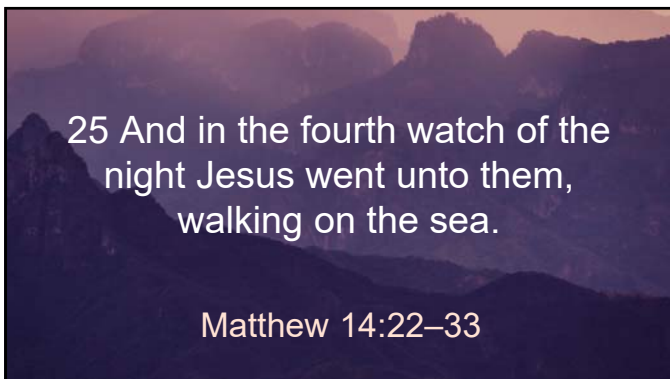 25 And in the fourth watch of the
night Jesus went unto them,
walking on the sea.
Matthew 14:22–33